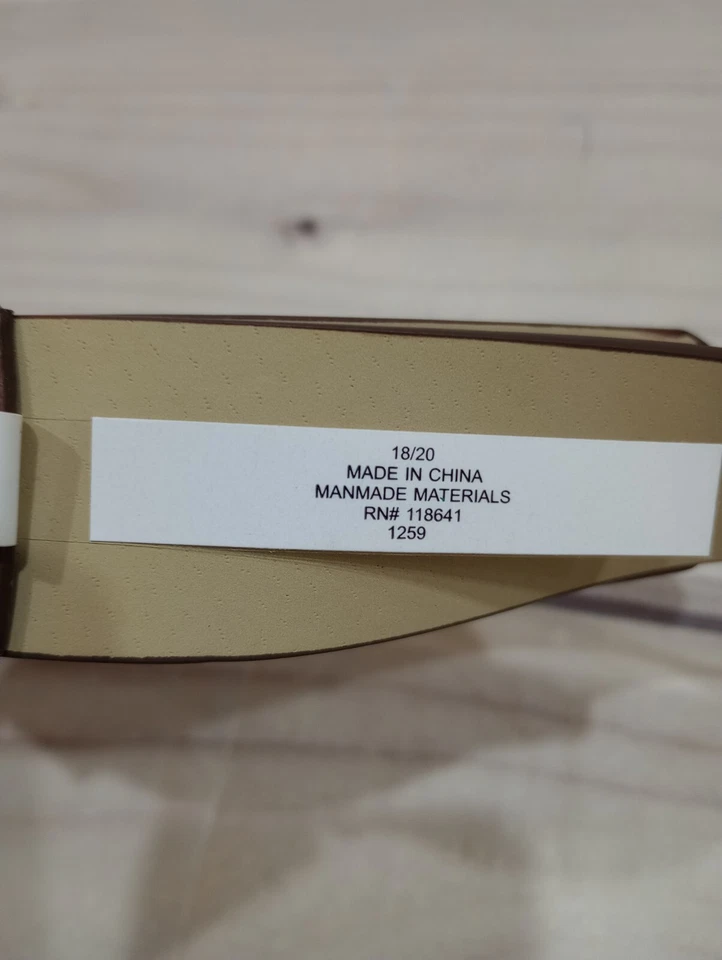 18/20
MADE IN CHINA
MANMADE MATERIALS
RN# 118641
1259